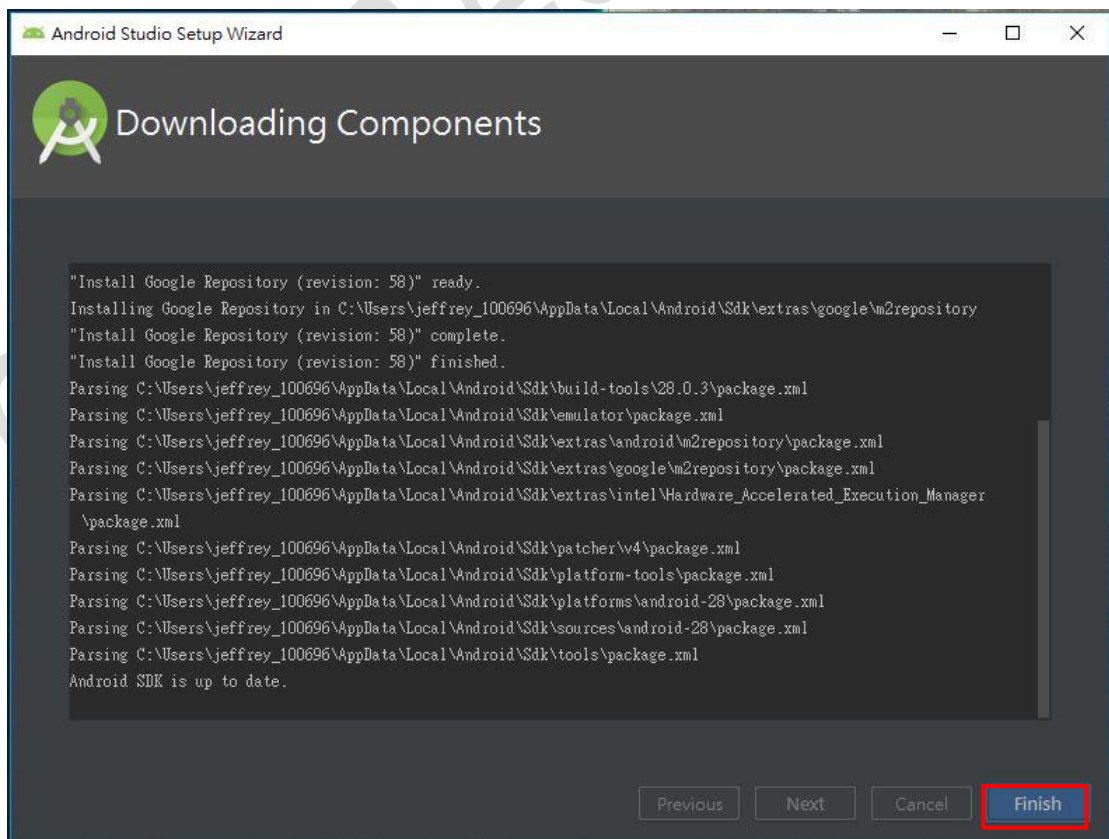 Android Studio Setup Wizard
Downloading Components
"Install Google Repository (revision: 58)" ready.
Installing Google Repository in C:\Users\jeffrey_100696\AppData\Local\Android\Sdk\extras\google\m2repository
"Install Google Repository (revision: 58)" complete.
"Install Google Repository (revision: 58)" finished.
Parsing C:\Users\jeffrey_100696\AppData\Local\Android\Sdk\build-tools\28.0.3\package.xml
Parsing C:\Users\jeffrey_100696\AppData\Local\Android\Sdk\emulator\package.xml
Parsing C:\Users\jeffrey_100696\AppData\Local\Android\Sdk\extras\android\m2repository\package.xml
Parsing C:\Users\jeffrey_100696\AppData\Local\Android\Sdk\extras\google\m2repository\package.xml
Parsing C:\Users\jeffrey_100696\AppData\Local\Android\Sdk\extras\intel\Hardware_Accelerated_Execution_Manager
\package.xml
Parsing C:\Users\jeffrey_100696\AppData\Local\Android\Sdk\patcher\v4\package.xml
Parsing C:\Users\jeffrey_100696\AppData\Local\Android\Sdk\platform-tools\package.xml
Parsing C:\Users\jeffrey_100696\AppData\Local\Android\Sdk\platforms\android-28\package.xml
Parsing C:\Users\jeffrey_100696\AppData\Local\Android\Sdk\sources\android-28\package.xml
Parsing C:\Users\jeffrey_100696\AppData\Local\Android\Sdk\tools\package.xml
Android SDK is up to date.
Previous Next Cancel Finish